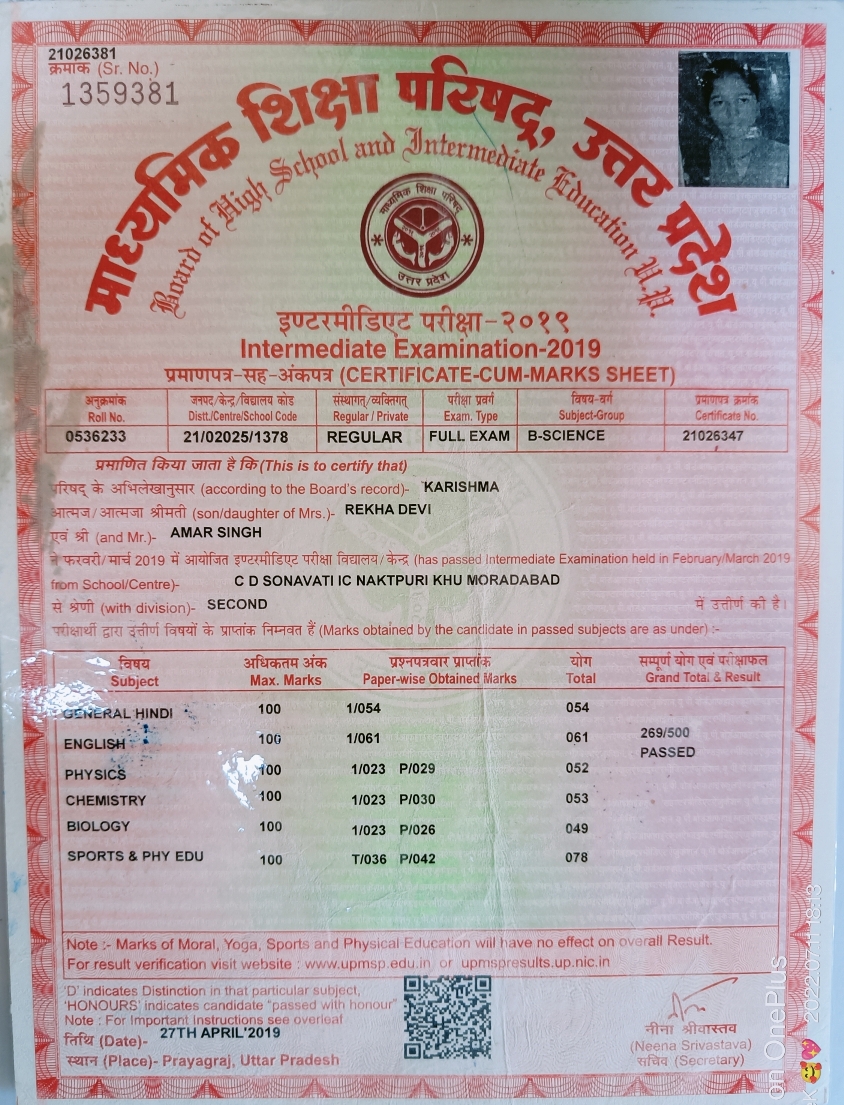 21026381
क्रमांक (Sr. No.)
1359381
माध्यमिक शिक्षा परिषद्, उत्तर प्रदेश
Board of High School and Intermediate Education U.P.
माध्यमिक शिक्षा परिषद्
उत्तर प्रदेश
इण्टरमीडिएट परीक्षा-२०१९
Intermediate Examination-2019
प्रमाणपत्र-सह-अंकपत्र (CERTIFICATE-CUM-MARKS SHEET)
अनुक्रमांक जनपद/केन्द्र/विद्यालय कोड संस्थागत्/व्यक्तिगत् परीक्षा प्रवर्ग विषय-वर्ग प्रमाणपत्र क्रमांक
Roll No. Distt./Centre/School Code Regular / Private Exam. Type Subject-Group Certificate No.
0536233 21/02025/1378 REGULAR FULL EXAM B-SCIENCE 21026347
प्रमाणित किया जाता है कि (This is to certify that)
परिषद् के अभिलेखानुसार (according to the Board's record)- KARISHMA
आत्मज/आत्मजा श्रीमती (son/daughter of Mrs.)- REKHA DEVI
एवं श्री (and Mr.)- AMAR SINGH
ने फरवरी/मार्च 2019 में आयोजित इण्टरमीडिएट परीक्षा विद्यालय/केन्द्र (has passed Intermediate Examination held in February/March 2019
from School/Centre)- C D SONAVATI IC NAKTPURI KHU MORADABAD
से श्रेणी (with division)- SECOND में उत्तीर्ण की है।
परीक्षार्थी द्वारा उत्तीर्ण विषयों के प्राप्तांक निम्नवत हैं (Marks obtained by the candidate in passed subjects are as under) :-
विषय अधिकतम अंक प्रश्नपत्रवार प्राप्तांक योग सम्पूर्ण योग एवं परीक्षाफल
Subject Max. Marks Paper-wise Obtained Marks Total Grand Total & Result
GENERAL HINDI 100 1/054 054
ENGLISH 100 1/061 061 269/500
PASSED
PHYSICS 100 1/023 P/029 052
CHEMISTRY 100 1/023 P/030 053
BIOLOGY 100 1/023 P/026 049
SPORTS & PHY EDU 100 T/036 P/042 078
Note :- Marks of Moral, Yoga, Sports and Physical Education will have no effect on overall Result.
For result verification visit website : www.upmsp.edu.in or upmspresults.up.nic.in
'D' indicates Distinction in that particular subject,
'HONOURS' indicates candidate "passed with honour"
Note : For Important Instructions see overleaf
तिथि (Date)- 27TH APRIL'2019
स्थान (Place)- Prayagraj, Uttar Pradesh
नीना श्रीवास्तव
(Neena Srivastava)
सचिव (Secretary)
on OnePlus
2022.07.11 18:13